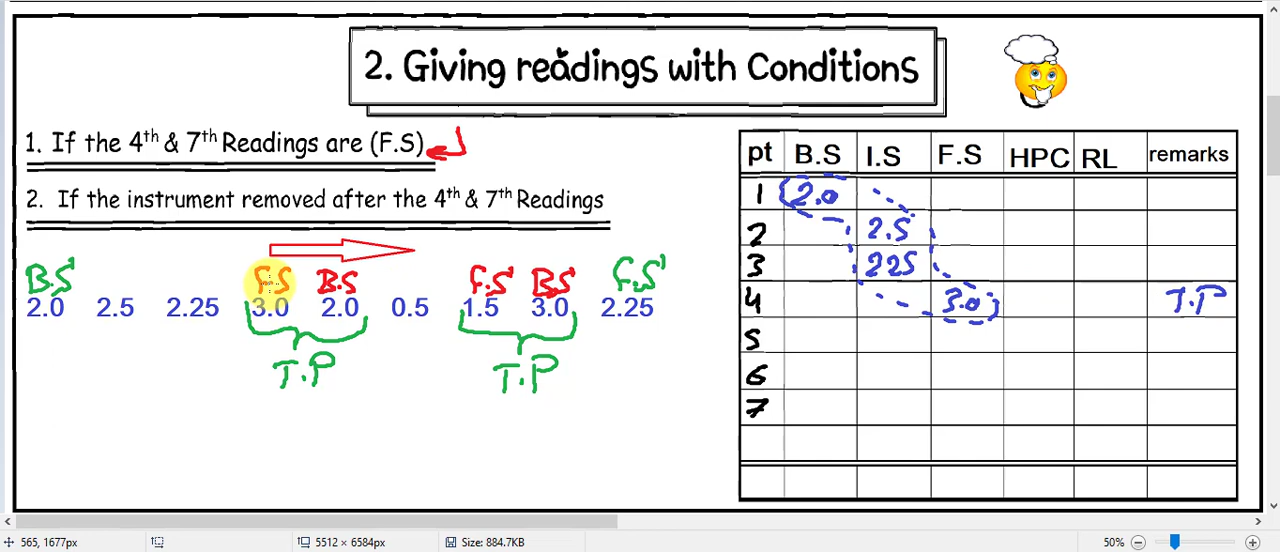 2. Giving readings with Conditions
1. If the 4th & 7th Readings are (F.S)
2. If the instrument removed after the 4th & 7th Readings
B.S F.S B.S F.S B.S F.S
2.0 2.5 2.25 3.0 2.0 0.5 1.5 3.0 2.25
T.P T.P
pt B.S I.S F.S HPC RL remarks
1 2.0
2 2.5
3 2.25
4 3.0 T.P
5
6
7
565, 1677px 5512 × 6584px Size: 884.7KB 50%